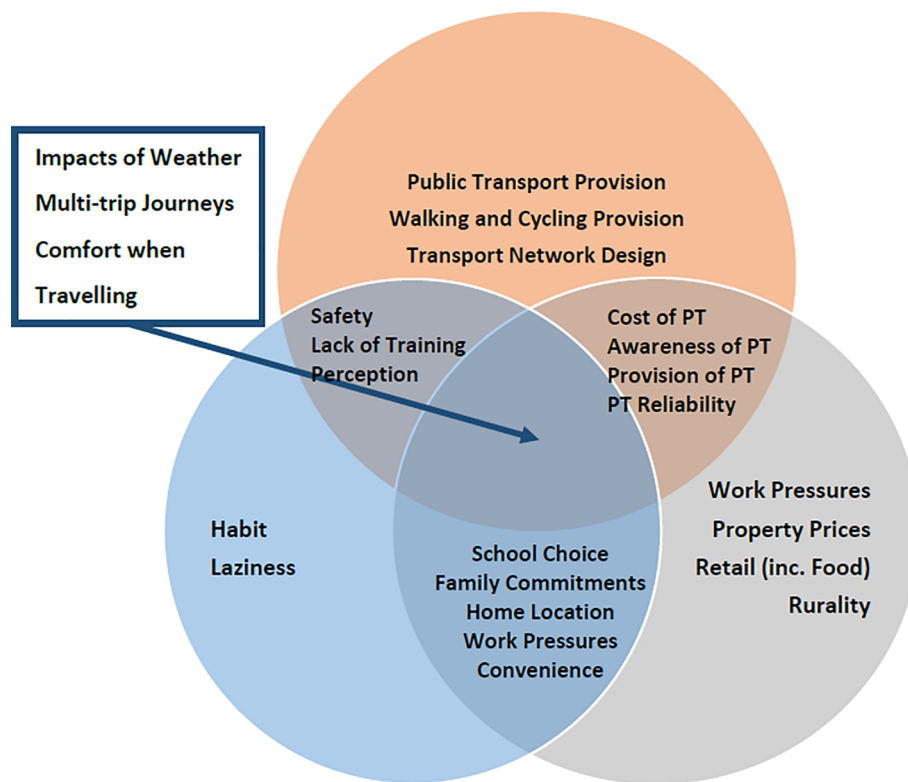 Impacts of Weather
Multi-trip Journeys
Comfort when
Travelling
Public Transport Provision
Walking and Cycling Provision
Transport Network Design
Safety
Lack of Training
Perception
Cost of PT
Awareness of PT
Provision of PT
PT Reliability
Habit
Laziness
School Choice
Family Commitments
Home Location
Work Pressures
Convenience
Work Pressures
Property Prices
Retail (inc. Food)
Rurality